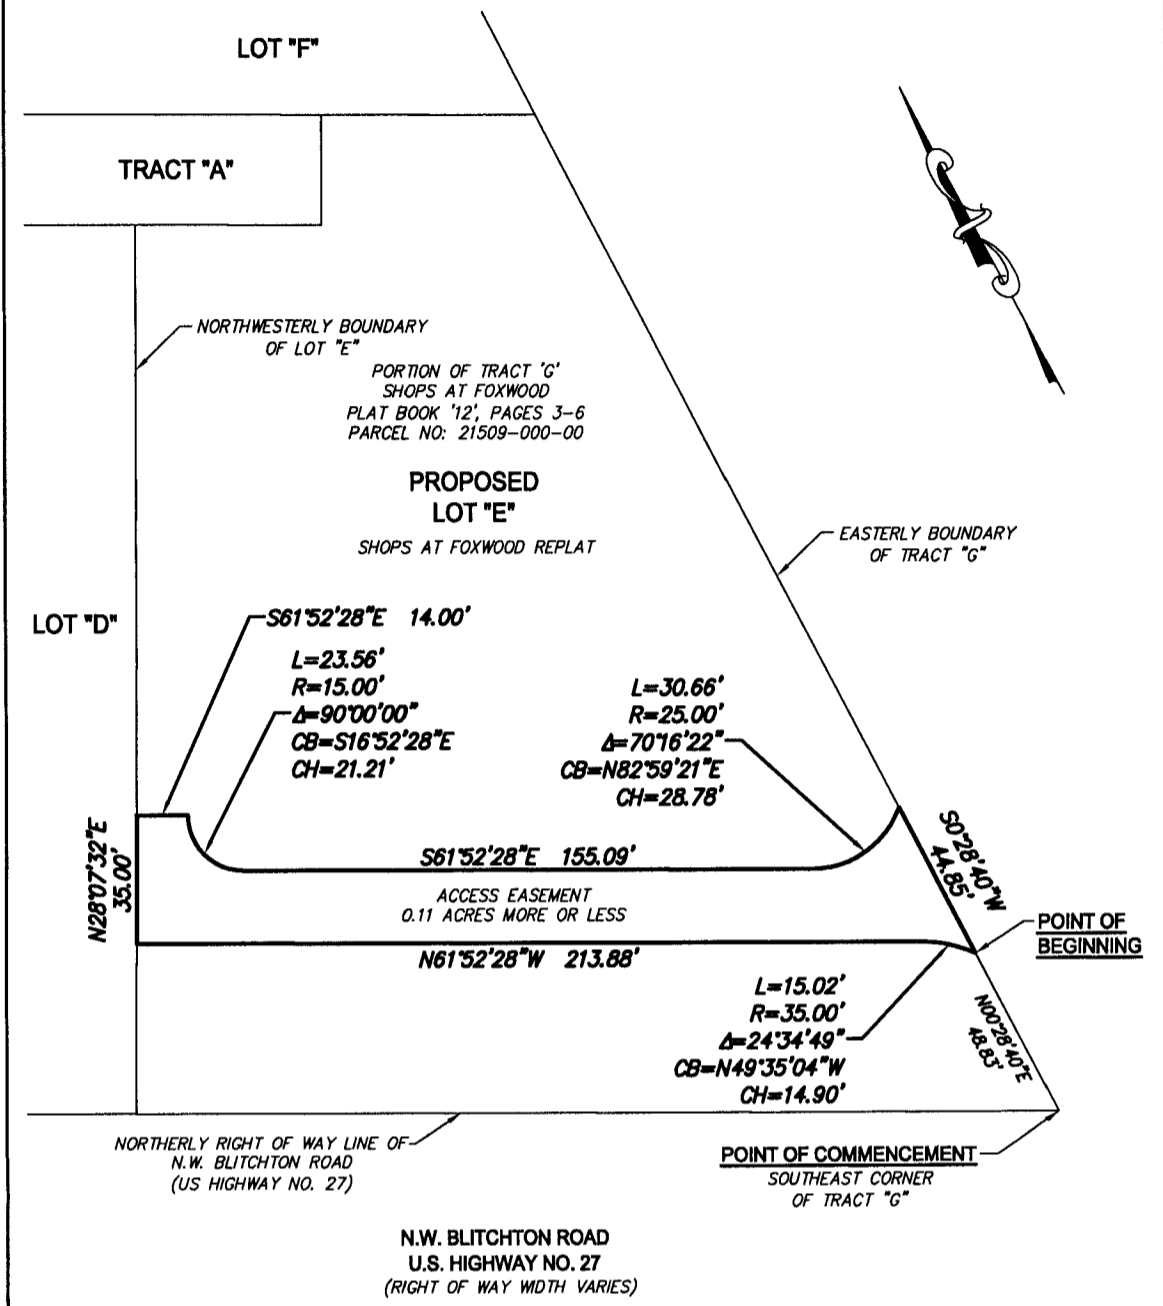 LOT "F"
TRACT "A"
NORTHWESTERLY BOUNDARY
OF LOT "E"
PORTION OF TRACT 'G'
SHOPS AT FOXWOOD
PLAT BOOK '12', PAGES 3-6
PARCEL NO: 21509-000-00
PROPOSED
LOT "E"
SHOPS AT FOXWOOD REPLAT
EASTERLY BOUNDARY
OF TRACT "G"
LOT "D"
S61°52'28"E 14.00'
L=23.56'
R=15.00'
Δ=90°00'00"
CB=S16°52'28"E
CH=21.21'
L=30.66'
R=25.00'
Δ=70°16'22"
CB=N82°59'21"E
CH=28.78'
N28°07'32"E
35.00'
S61°52'28"E 155.09'
ACCESS EASEMENT
0.11 ACRES MORE OR LESS
N61°52'28"W 213.88'
S0°28'40"W
44.85'
POINT OF
BEGINNING
L=15.02'
R=35.00'
Δ=24°34'49"
CB=N49°35'04"W
CH=14.90'
N00°28'40"E
48.83'
NORTHERLY RIGHT OF WAY LINE OF
N.W. BLITCHTON ROAD
(US HIGHWAY NO. 27)
POINT OF COMMENCEMENT
SOUTHEAST CORNER
OF TRACT "G"
N.W. BLITCHTON ROAD
U.S. HIGHWAY NO. 27
(RIGHT OF WAY WIDTH VARIES)